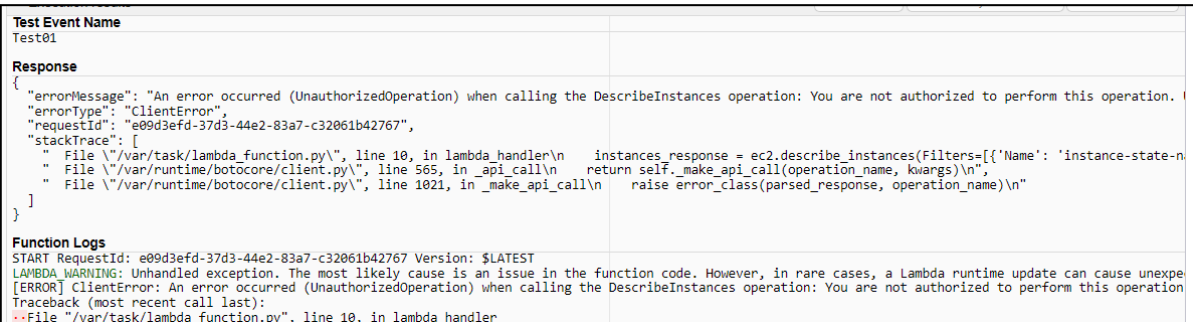 Test Event Name
Test01
Response
{
  "errorMessage": "An error occurred (UnauthorizedOperation) when calling the DescribeInstances operation: You are not authorized to perform this operation.
  "errorType": "ClientError",
  "requestId": "e09d3efd-37d3-44e2-83a7-c32061b42767",
  "stackTrace": [
    "  File \"/var/task/lambda_function.py\", line 10, in lambda_handler\n    instances_response = ec2.describe_instances(Filters=[{'Name': 'instance-state-n
    "  File \"/var/runtime/botocore/client.py\", line 565, in _api_call\n    return self._make_api_call(operation_name, kwargs)\n",
    "  File \"/var/runtime/botocore/client.py\", line 1021, in _make_api_call\n    raise error_class(parsed_response, operation_name)\n"
  ]
}
Function Logs
START RequestId: e09d3efd-37d3-44e2-83a7-c32061b42767 Version: $LATEST
LAMBDA_WARNING: Unhandled exception. The most likely cause is an issue in the function code. However, in rare cases, a Lambda runtime update can cause unexpe
[ERROR] ClientError: An error occurred (UnauthorizedOperation) when calling the DescribeInstances operation: You are not authorized to perform this operation
Traceback (most recent call last):
··File "/var/task/lambda_function.py", line 10, in lambda_handler